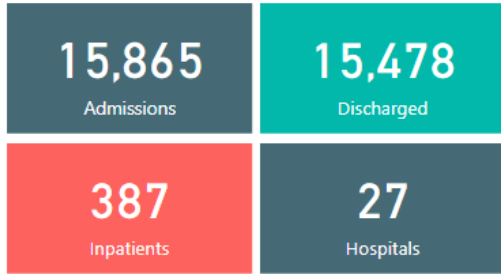 15,865
Admissions
15,478
Discharged
387
Inpatients
27
Hospitals